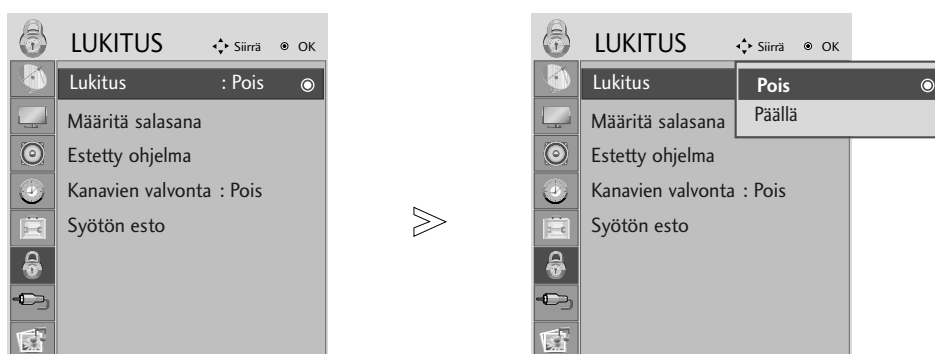 LUKITUS Siirrä OK
Lukitus : Pois
Määritä salasana
Estetty ohjelma
Kanavien valvonta : Pois
Syötön esto
LUKITUS Siirrä OK
Lukitus
Pois
Päällä
Määritä salasana
Estetty ohjelma
Kanavien valvonta : Pois
Syötön esto